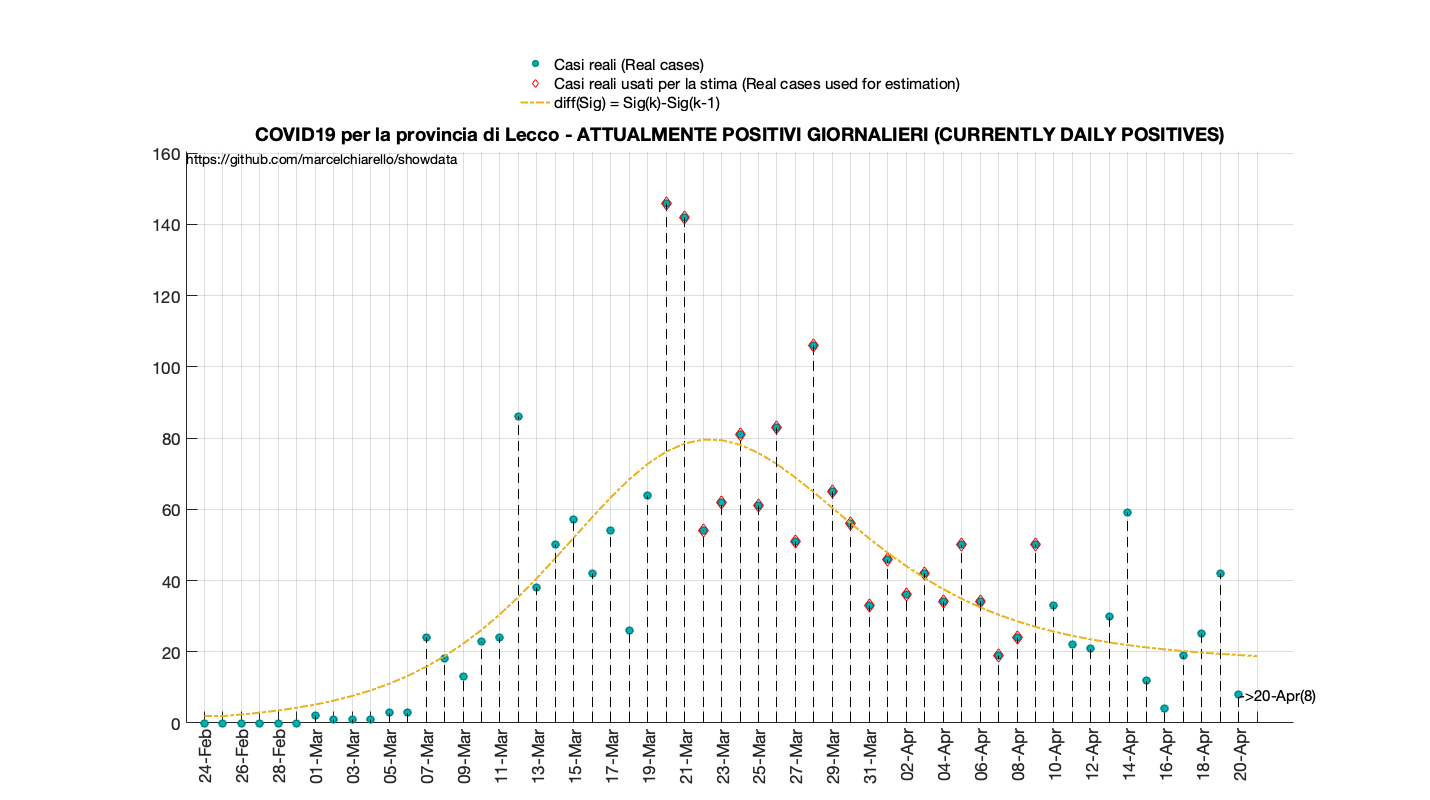 Casi reali (Real cases)
Casi reali usati per la stima (Real cases used for estimation)
diff(Sig) = Sig(k)-Sig(k-1)
COVID19 per la provincia di Lecco - ATTUALMENTE POSITIVI GIORNALIERI (CURRENTLY DAILY POSITIVES)
https://github.com/marcelchiarello/showdata
160
140
120
100
80
60
40
20
0
->20-Apr(8)
24-Feb
26-Feb
28-Feb
01-Mar
03-Mar
05-Mar
07-Mar
09-Mar
11-Mar
13-Mar
15-Mar
17-Mar
19-Mar
21-Mar
23-Mar
25-Mar
27-Mar
29-Mar
31-Mar
02-Apr
04-Apr
06-Apr
08-Apr
10-Apr
12-Apr
14-Apr
16-Apr
18-Apr
20-Apr